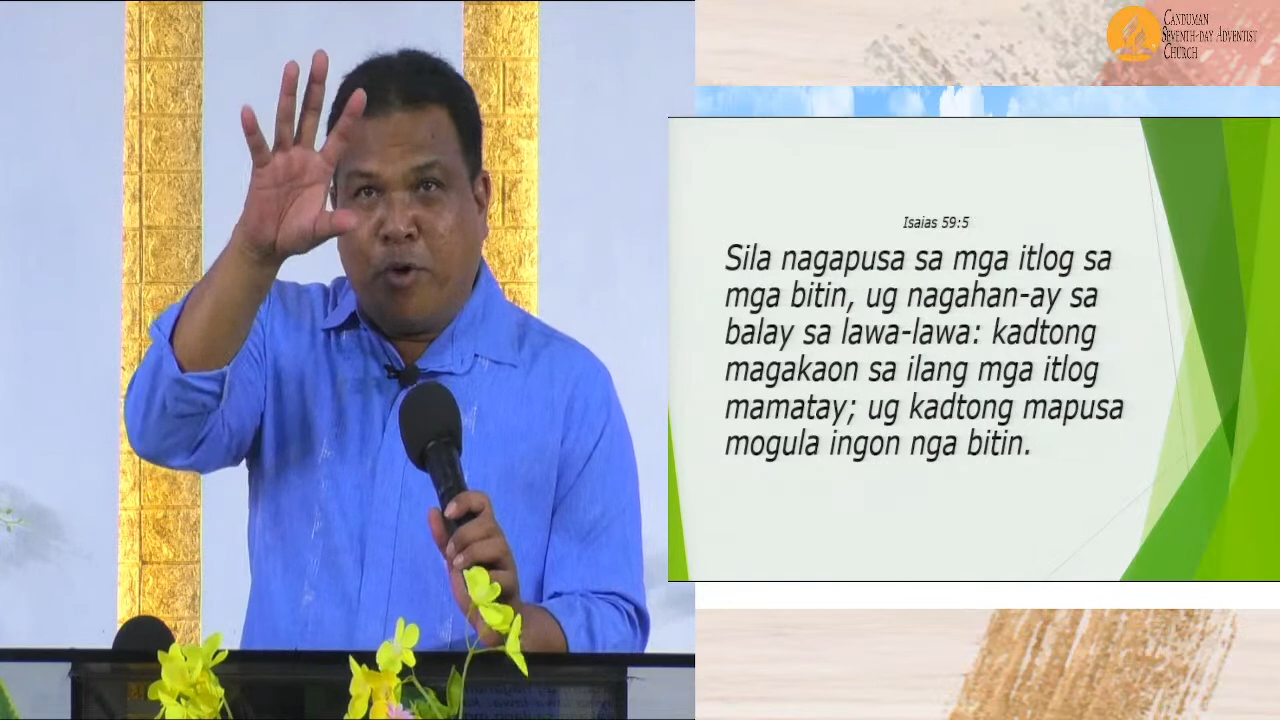 CANDUMAN
SEVENTH-DAY ADVENTIST
CHURCH
Isaias 59:5
Sila nagapusa sa mga itlog sa
mga bitin, ug nagahan-ay sa
balay sa lawa-lawa: kadtong
magakaon sa ilang mga itlog
mamatay; ug kadtong mapusa
mogula ingon nga bitin.